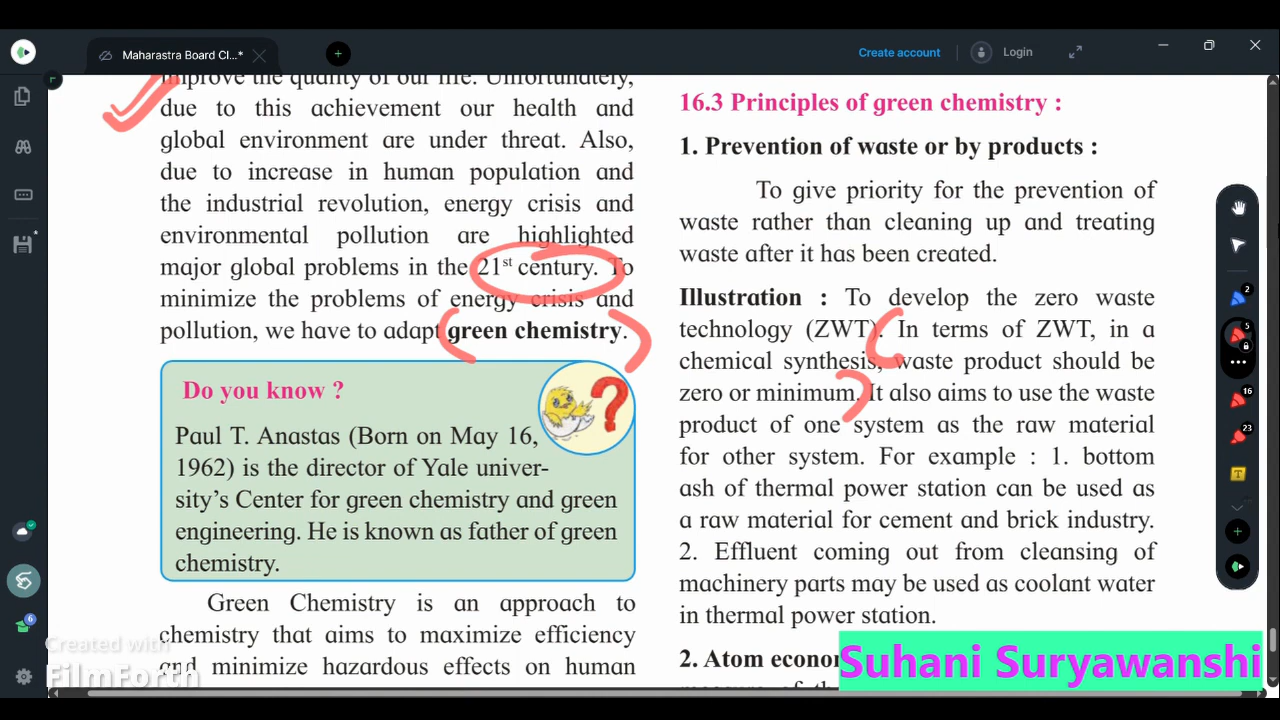 Maharastra Board Cl...*
Create account
Login
improve the quality of our life. Unfortunately,
due to this achievement our health and
global environment are under threat. Also,
due to increase in human population and
the industrial revolution, energy crisis and
environmental pollution are highlighted
major global problems in the 21st century. To
minimize the problems of energy crisis and
pollution, we have to adapt green chemistry.
Do you know ?
Paul T. Anastas (Born on May 16,
1962) is the director of Yale univer-
sity's Center for green chemistry and green
engineering. He is known as father of green
chemistry.
Green Chemistry is an approach to
chemistry that aims to maximize efficiency
and minimize hazardous effects on human
16.3 Principles of green chemistry :
1. Prevention of waste or by products :
To give priority for the prevention of
waste rather than cleaning up and treating
waste after it has been created.
Illustration : To develop the zero waste
technology (ZWT). In terms of ZWT, in a
chemical synthesis, waste product should be
zero or minimum. It also aims to use the waste
product of one system as the raw material
for other system. For example : 1. bottom
ash of thermal power station can be used as
a raw material for cement and brick industry.
2. Effluent coming out from cleansing of
machinery parts may be used as coolant water
in thermal power station.
2. Atom econo
2
5
16
23
T
6
Created with
FilmForth
Suhani Suryawanshi